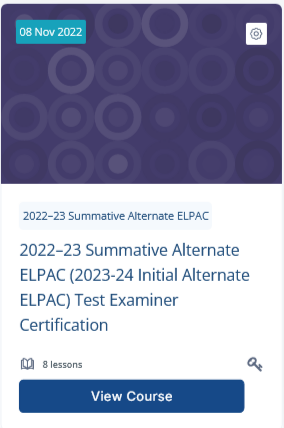 08 Nov 2022
2022–23 Summative Alternate ELPAC
2022–23 Summative Alternate
ELPAC (2023-24 Initial Alternate
ELPAC) Test Examiner
Certification
8 lessons
View Course